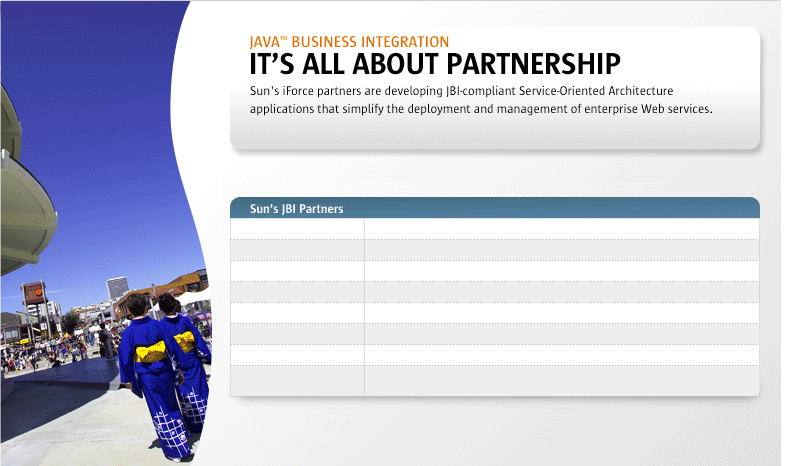 JAVA™ BUSINESS INTEGRATION
IT'S ALL ABOUT PARTNERSHIP
Sun's iForce partners are developing JBI-compliant Service-Oriented Architecture
applications that simplify the deployment and management of enterprise Web services.
Sun's JBI Partners